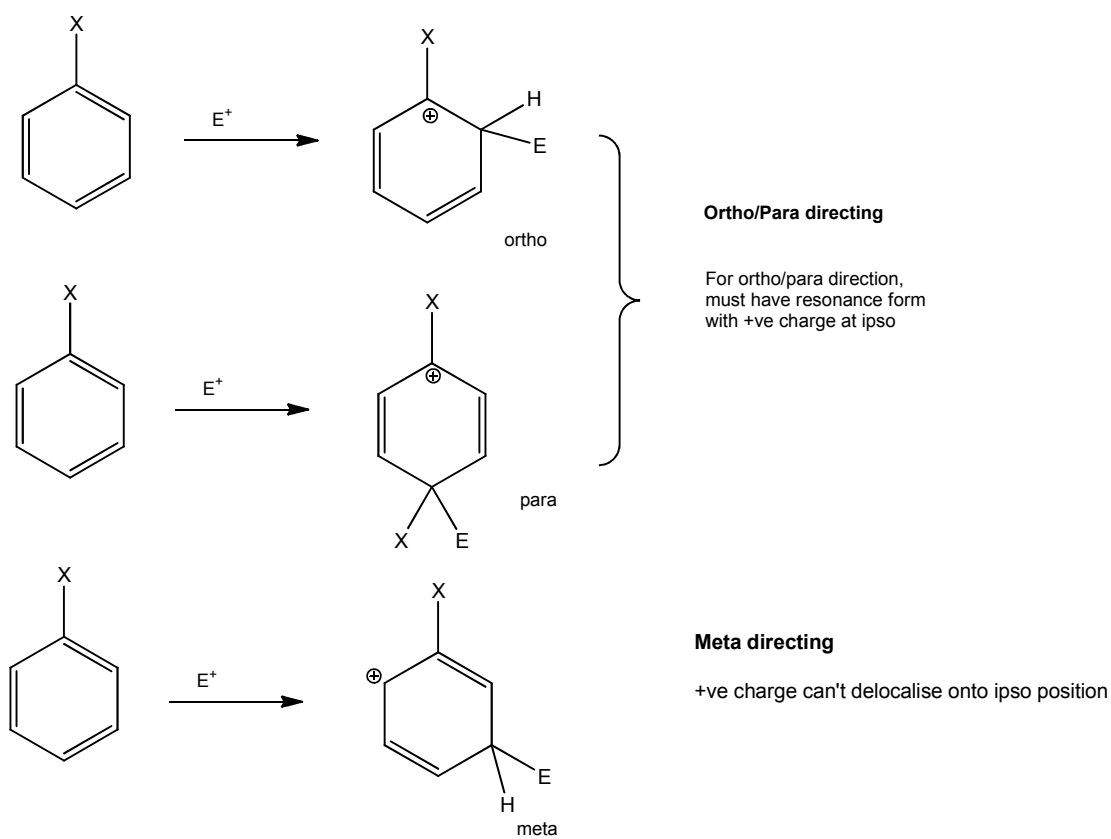 X
E+
X
H
E
ortho
Ortho/Para directing
For ortho/para direction,
must have resonance form
with +ve charge at ipso
X
E+
X
X
E
para
X
E+
X
E
H
meta
Meta directing
+ve charge can't delocalise onto ipso position